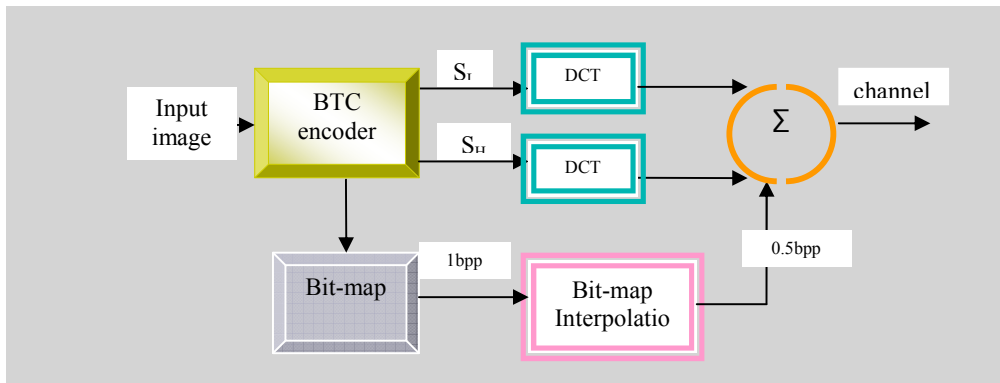 Input
image
BTC
encoder
S
DCT
S
DCT
Σ
channel
Bit-map
1bpp
Bit-map
Interpolatio
0.5bpp